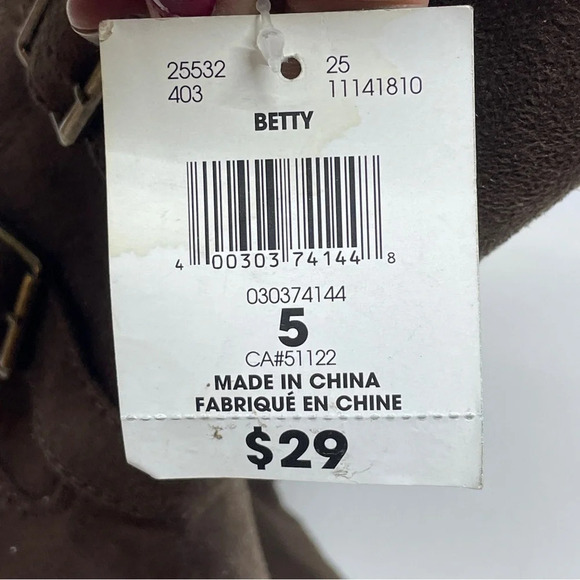 25532 25
403 11141810
BETTY
4 00303 74144 8
030374144
5
CA#51122
MADE IN CHINA
FABRIQUÉ EN CHINE
$29